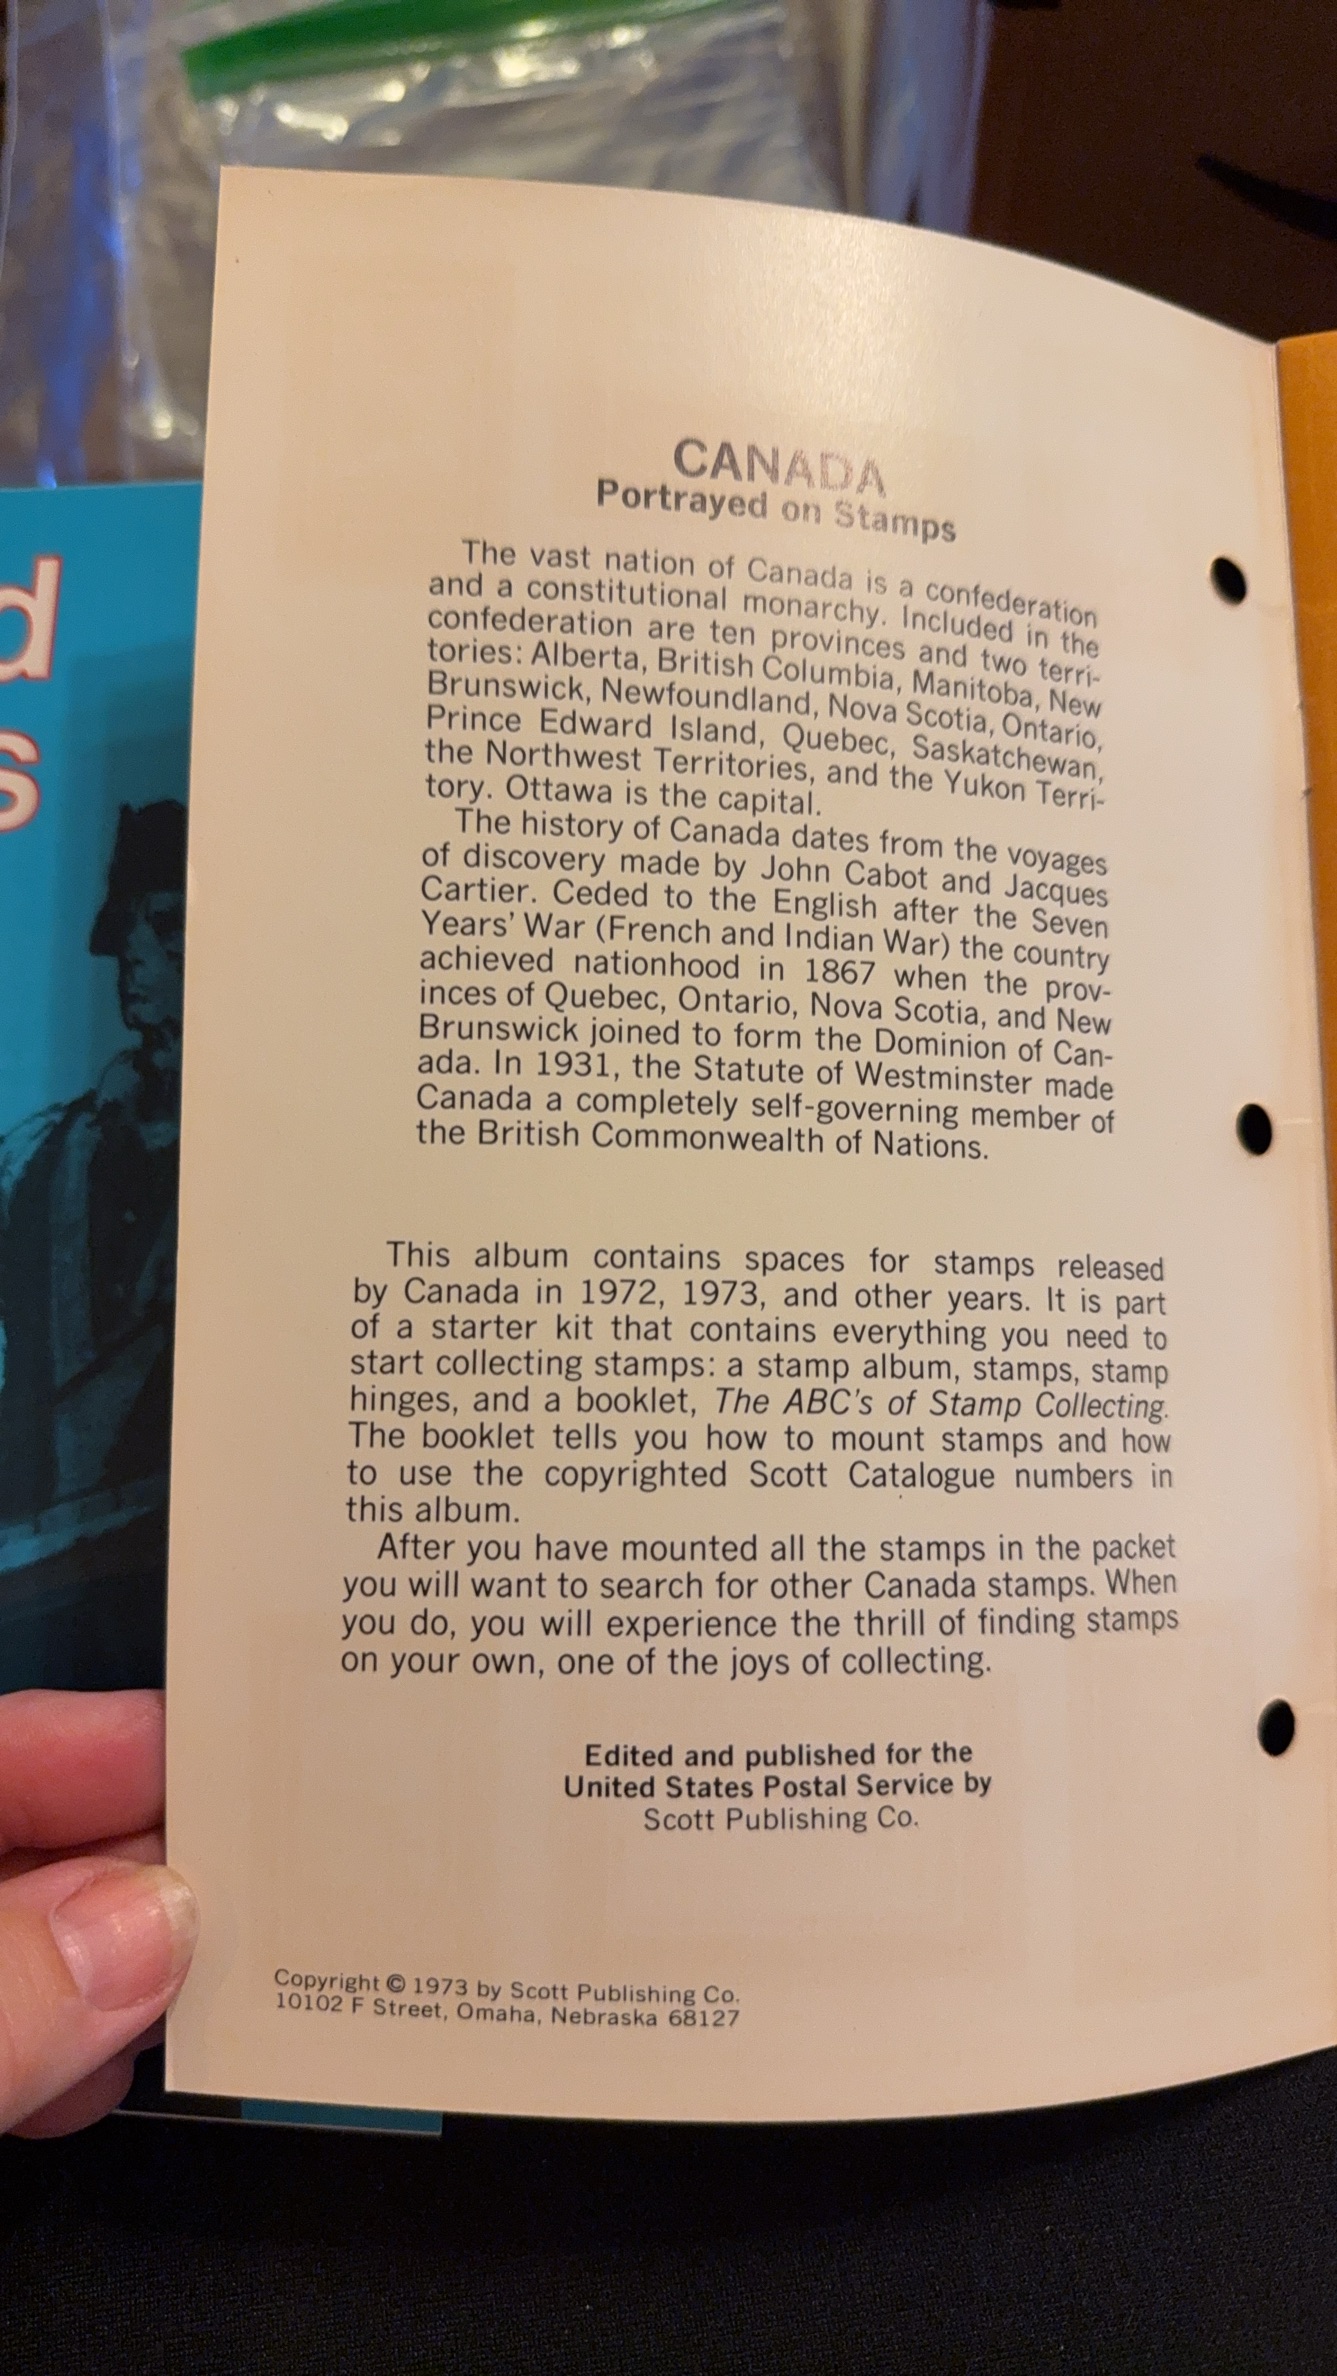 d
s
CANADA
Portrayed on Stamps
The vast nation of Canada is a confederation
and a constitutional monarchy. Included in the
confederation are ten provinces and two terri-
tories: Alberta, British Columbia, Manitoba, New
Brunswick, Newfoundland, Nova Scotia, Ontario,
Prince Edward Island, Quebec, Saskatchewan,
the Northwest Territories, and the Yukon Terri-
tory. Ottawa is the capital.
The history of Canada dates from the voyages
of discovery made by John Cabot and Jacques
Cartier. Ceded to the English after the Seven
Years' War (French and Indian War) the country
achieved nationhood in 1867 when the prov-
inces of Quebec, Ontario, Nova Scotia, and New
Brunswick joined to form the Dominion of Can-
ada. In 1931, the Statute of Westminster made
Canada a completely self-governing member of
the British Commonwealth of Nations.
This album contains spaces for stamps released
by Canada in 1972, 1973, and other years. It is part
of a starter kit that contains everything you need to
start collecting stamps: a stamp album, stamps, stamp
hinges, and a booklet, The ABC's of Stamp Collecting.
The booklet tells you how to mount stamps and how
to use the copyrighted Scott Catalogue numbers in
this album.
After you have mounted all the stamps in the packet
you will want to search for other Canada stamps. When
you do, you will experience the thrill of finding stamps
on your own, one of the joys of collecting.
Edited and published for the
United States Postal Service by
Scott Publishing Co.
Copyright © 1973 by Scott Publishing Co.
10102 F Street, Omaha, Nebraska 68127